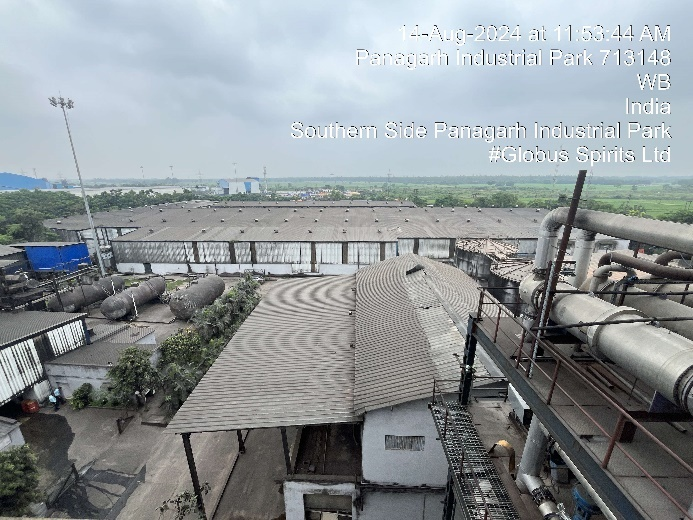 14-Aug-2024 at 11:53:44 AM
Panagarh Industrial Park 713148
WB
India
Southern Side Panagarh Industrial Park
#Globus Spirits Ltd